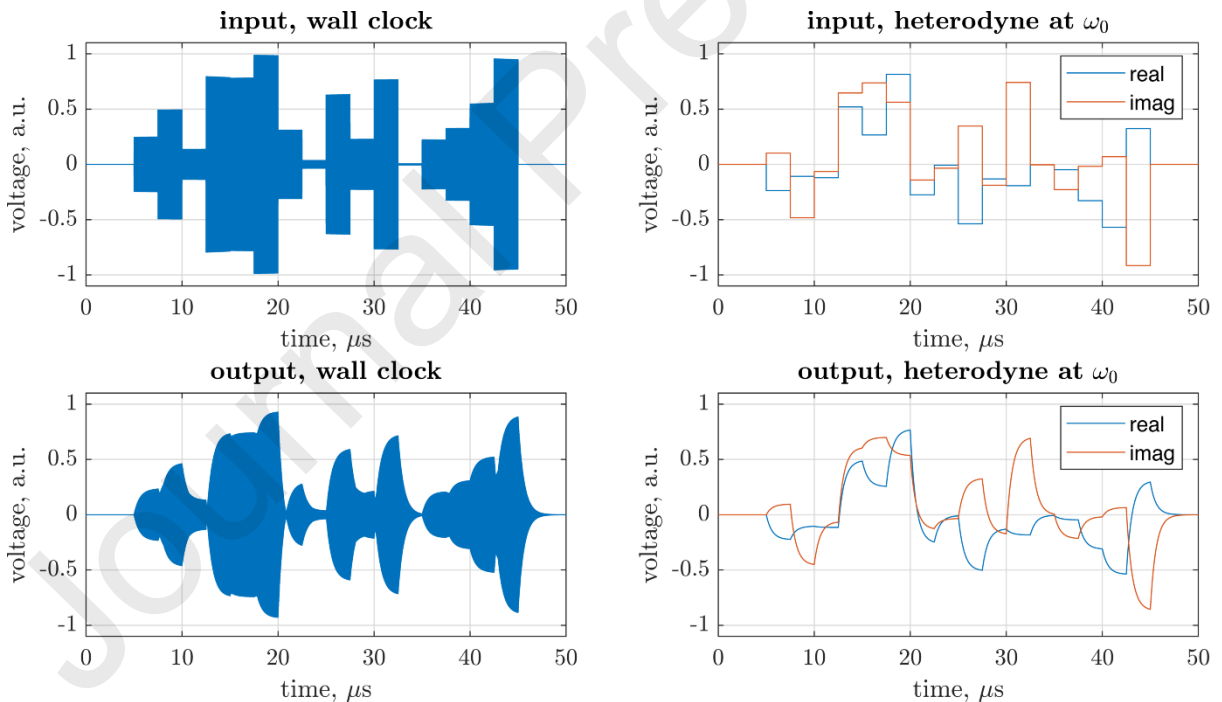 input, wall clock
voltage, a.u.
1
0.5
0
-0.5
-1
0 10 20 30 40 50
time, μs
input, heterodyne at ω0
voltage, a.u.
1
0.5
0
-0.5
-1
real
imag
0 10 20 30 40 50
time, μs
output, wall clock
voltage, a.u.
1
0.5
0
-0.5
-1
0 10 20 30 40 50
time, μs
output, heterodyne at ω0
voltage, a.u.
1
0.5
0
-0.5
-1
real
imag
0 10 20 30 40 50
time, μs
Journal Pre